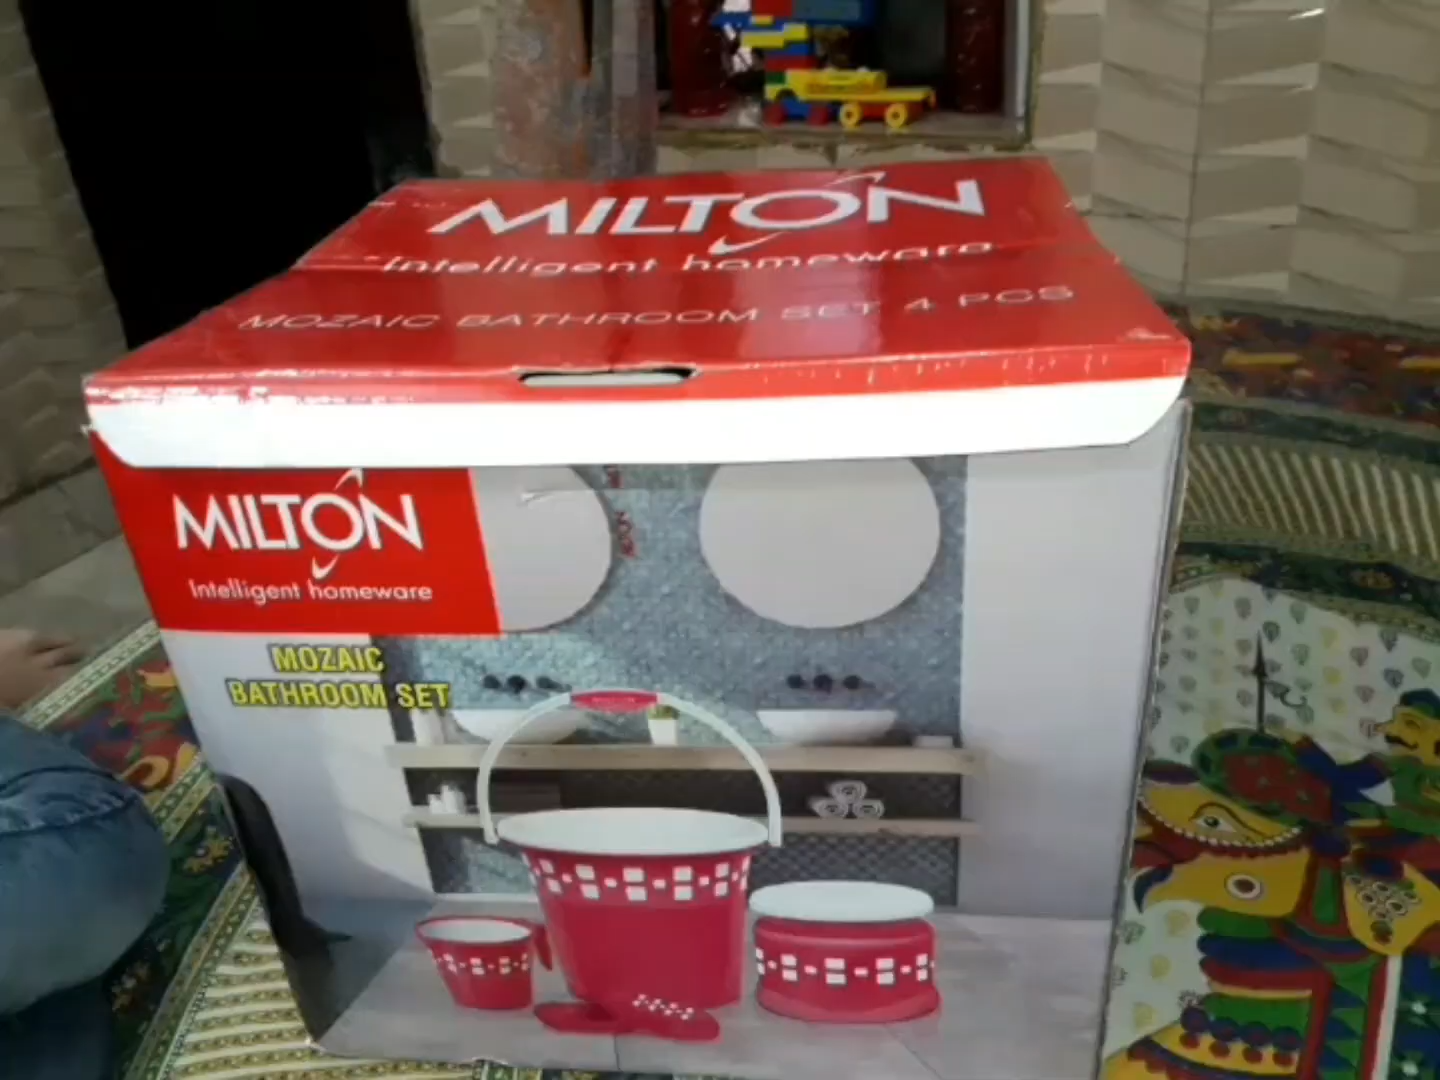 MILTON
Intelligent homeware
MOZAIC BATHROOM SET 4 PCS
MILTON
Intelligent homeware
MOZAIC
BATHROOM SET